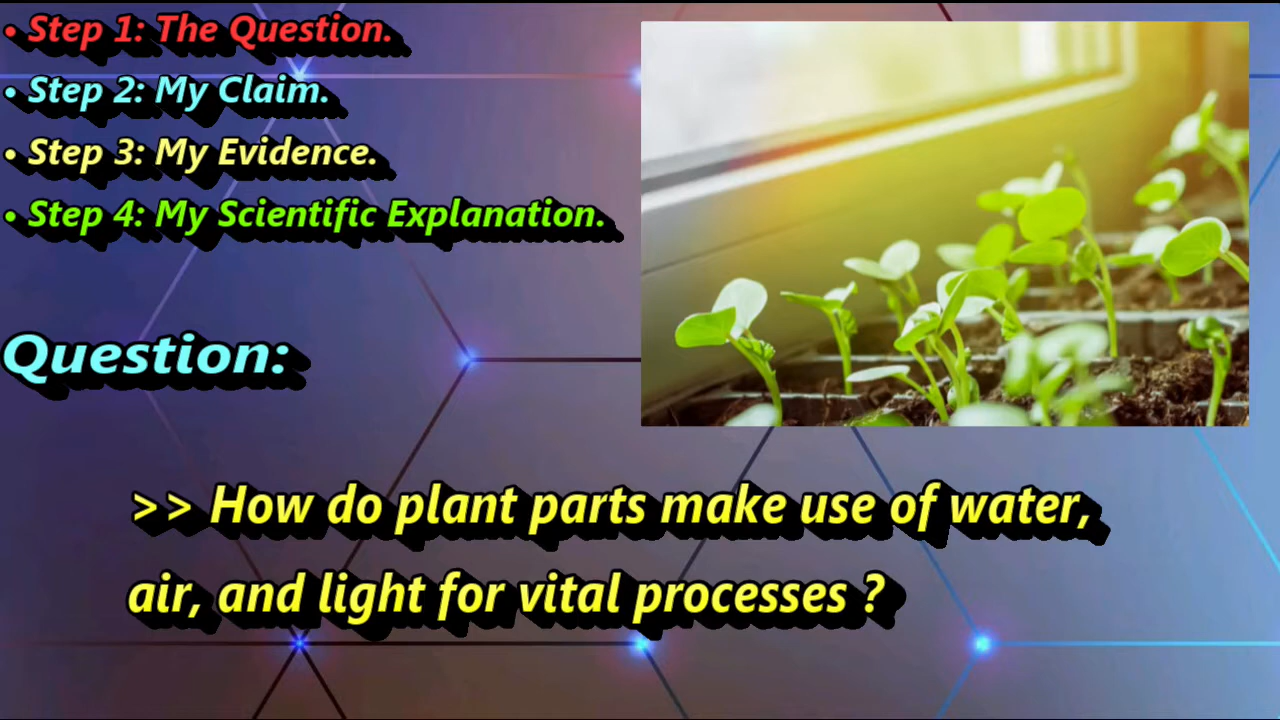 • Step 1: The Question.
• Step 2: My Claim.
• Step 3: My Evidence.
• Step 4: My Scientific Explanation.
Question:
>> How do plant parts make use of water,
air, and light for vital processes ?